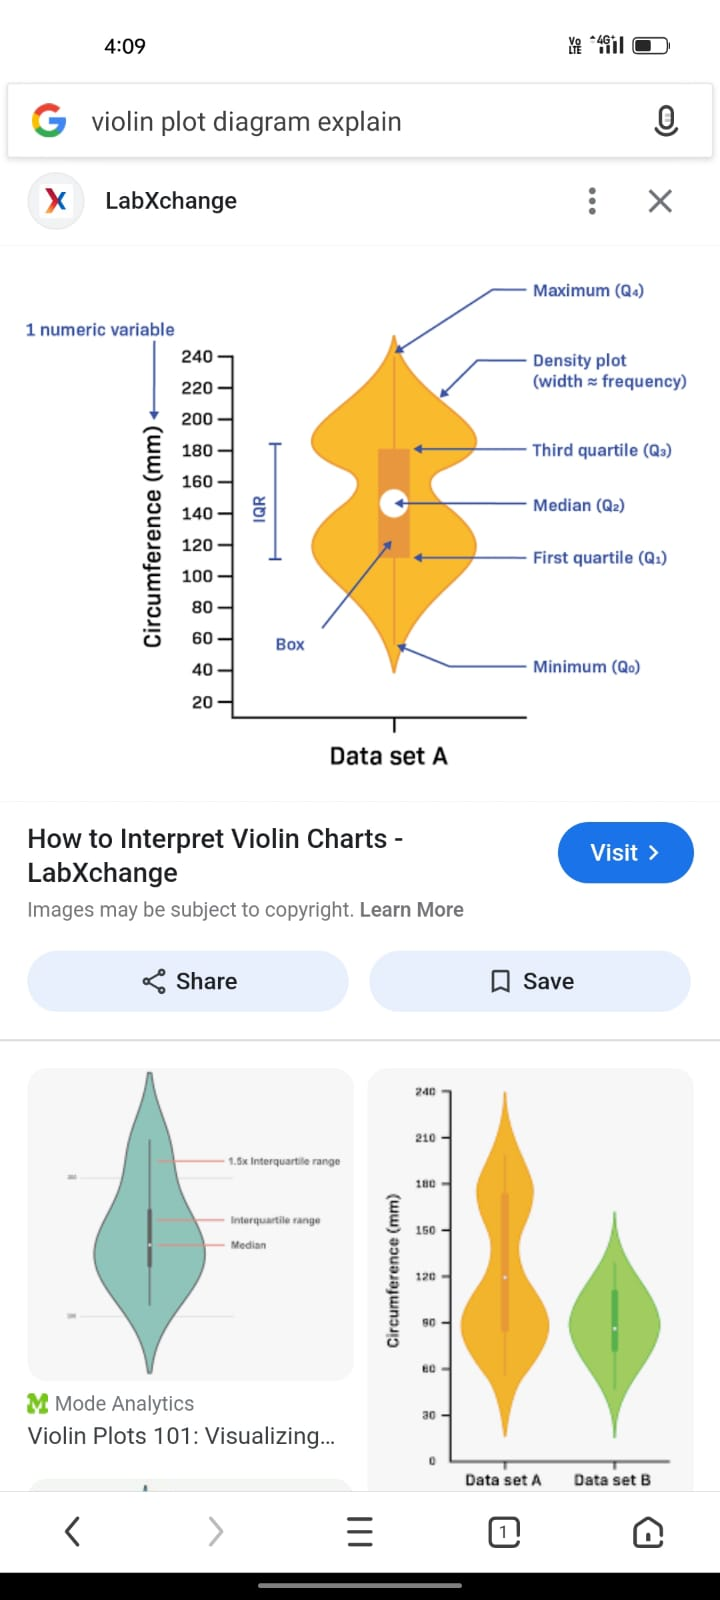 4:09
Vo LTE 4G+
violin plot diagram explain
LabXchange
Maximum (Q4)
1 numeric variable
Density plot
(width ≈ frequency)
240
220
200
180
160
140
120
100
80
60
40
20
Circumference (mm)
IQR
Third quartile (Q3)
Median (Q2)
First quartile (Q1)
Box
Minimum (Q0)
Data set A
How to Interpret Violin Charts -
LabXchange
Visit
Images may be subject to copyright. Learn More
Share
Save
1.5x Interquartile range
Interquartile range
Median
Mode Analytics
Violin Plots 101: Visualizing...
240
210
180
150
120
90
60
30
0
Circumference (mm)
Data set A
Data set B
1